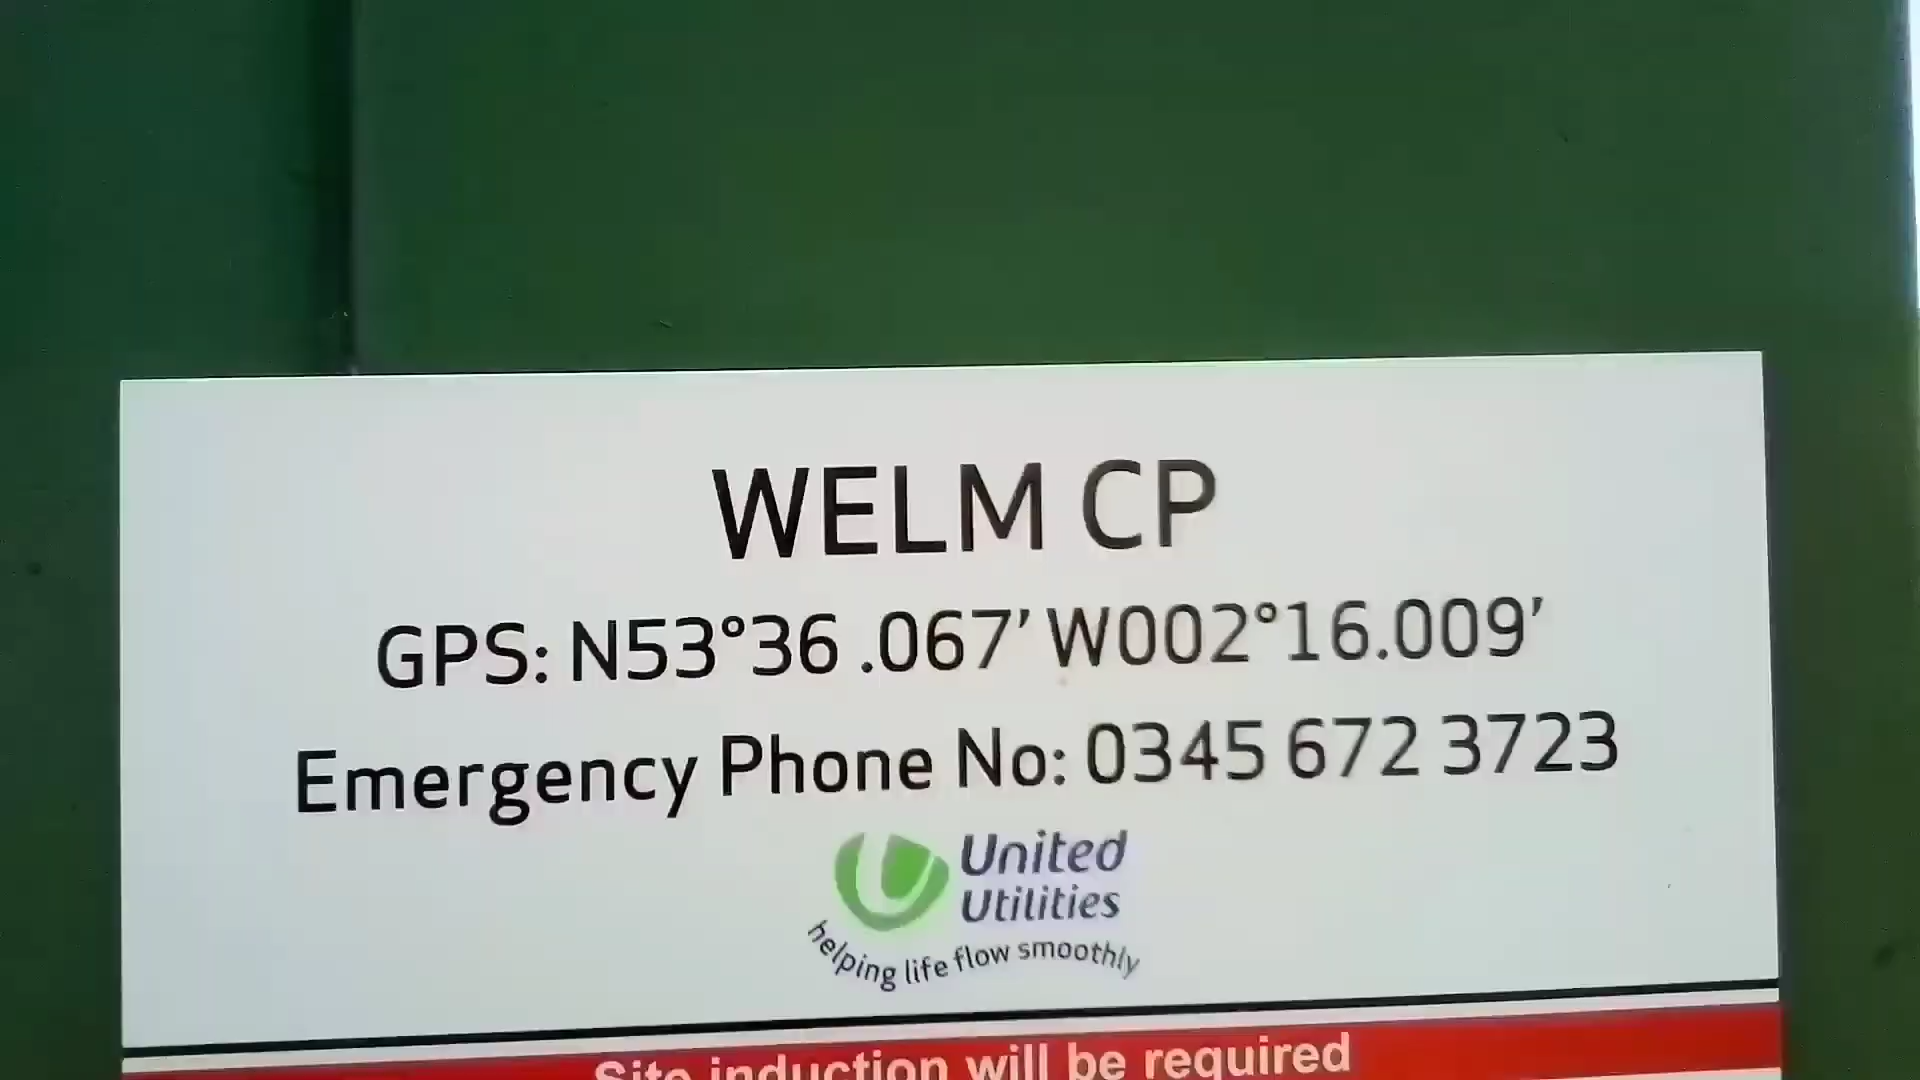 WELM CP
GPS: N53°36 .067’ W002°16.009’
Emergency Phone No: 0345 672 3723
United
Utilities
helping life flow smoothly
Site induction will be required